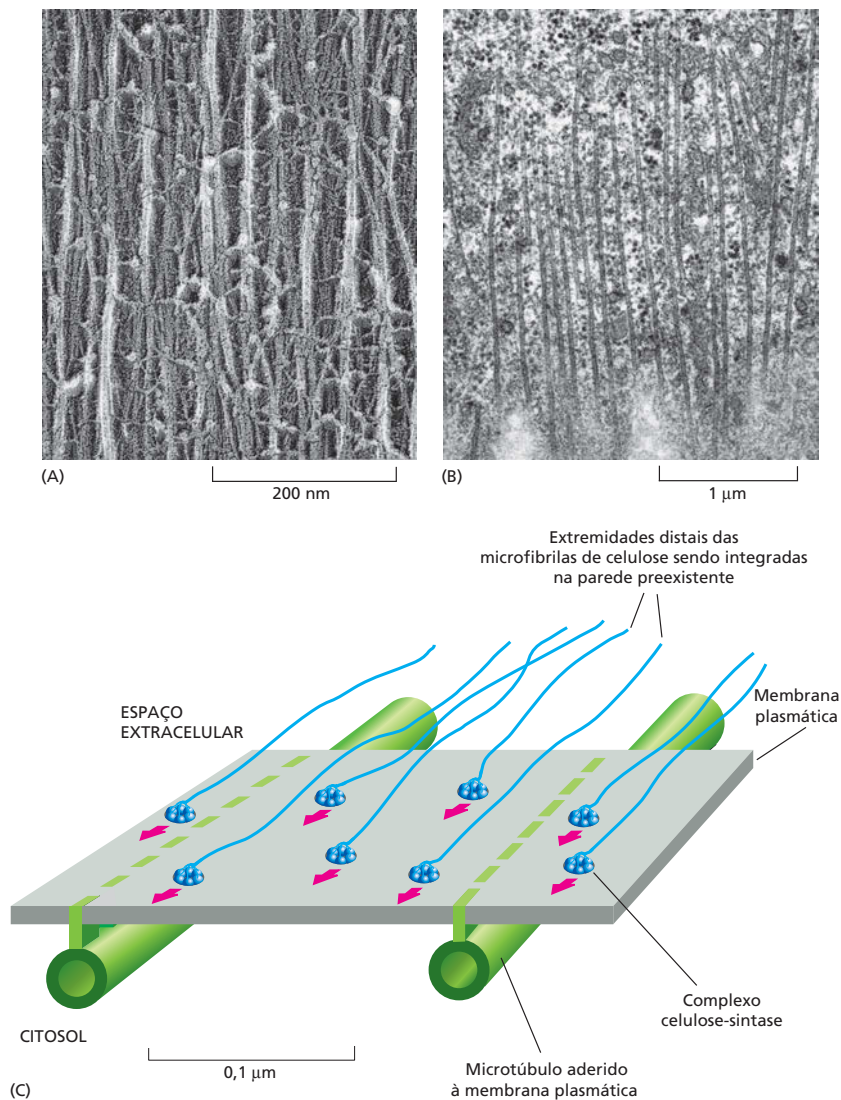 (A)
200 nm
(B)
1 μm
Extremidades distais das
microfibrilas de celulose sendo integradas
na parede preexistente
ESPAÇO
EXTRACELULAR
Membrana
plasmática
Complexo
celulose-sintase
CITOSOL
Microtúbulo aderido
à membrana plasmática
0,1 μm
(C)